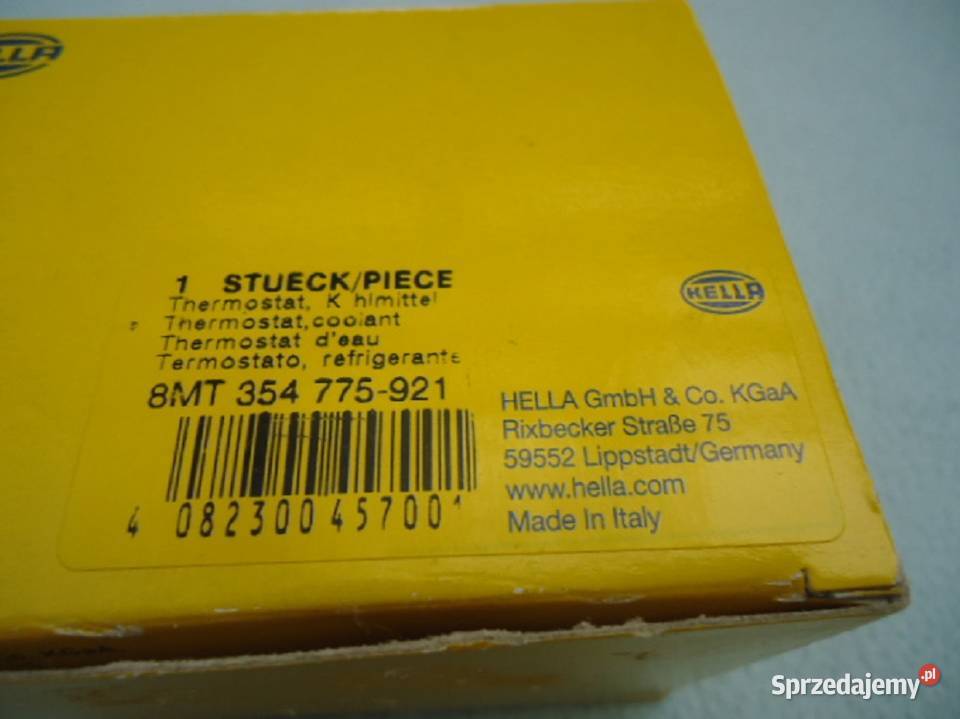 HELLA
1 STUECK/PIECE
Thermostat, K hlmittel
Thermostat,coolant
Thermostat d'eau
Termostato, refrigerante
8MT 354 775-921
4 082300 457001
HELLA
HELLA GmbH & Co. KGaA
Rixbecker Straße 75
59552 Lippstadt/Germany
www.hella.com
Made In Italy
Sprzedajemy.pl